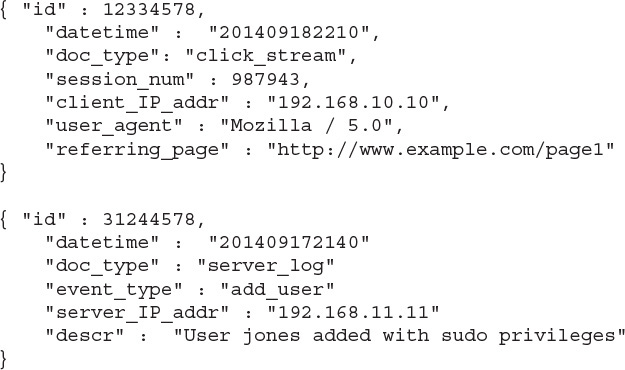 { "id" : 12334578,
"datetime" :  "201409182210",
"doc_type": "click_stream",
"session_num" : 987943,
"client_IP_addr" : "192.168.10.10",
"user_agent" : "Mozilla / 5.0",
"referring_page" : "http://www.example.com/page1"
}
{ "id" : 31244578,
"datetime" :  "201409172140"
"doc_type" : "server_log"
"event_type" : "add_user"
"server_IP_addr" : "192.168.11.11"
"descr" :  "User jones added with sudo privileges"
}